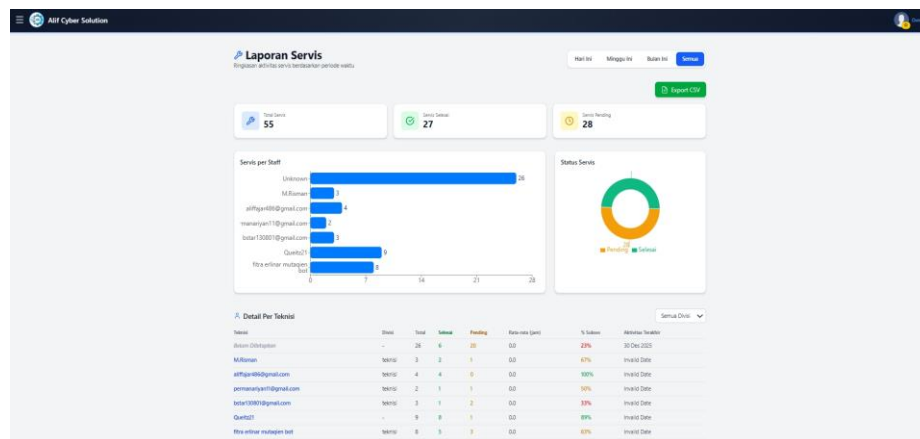 Alif Cyber Solution
Laporan Servis
Ringkasan aktivitas servis berdasarkan periode waktu
Hari Ini Minggu Ini Bulan Ini Semua
Export CSV
Total Servis
55
Servis Selesai
27
Servis Pending
28
Servis per Staff
Unknown 26
M.Risman 3
aliffajar486@gmail.com 4
permanariyan11@gmail.com 2
bstar130801@gmail.com 3
Queito21 9
fitra erlinar mutaqien bot 8
0 7 14 21 28
Status Servis
28
Pending Selesai
Detail Per Teknisi
Semua Divisi
Teknisi Divisi Total Selesai Pending Rata-rata (jam) % Sukses Aktivitas Terakhir
Belum Ditetapkan - 26 6 20 0.0 23% 30 Des 2025
M.Risman teknisi 3 2 1 0.0 67% Invalid Date
aliffajar486@gmail.com teknisi 4 4 0 0.0 100% Invalid Date
permanariyan11@gmail.com teknisi 2 1 1 0.0 50% Invalid Date
bstar130801@gmail.com teknisi 3 1 2 0.0 33% Invalid Date
Queito21 - 9 8 1 0.0 89% Invalid Date
fitra erlinar mutaqien bot teknisi 8 5 3 0.0 63% Invalid Date